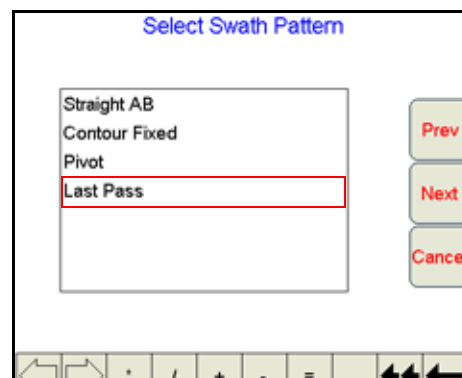 Select Swath Pattern
Straight AB
Contour Fixed
Pivot
Last Pass
Prev
Next
Cance